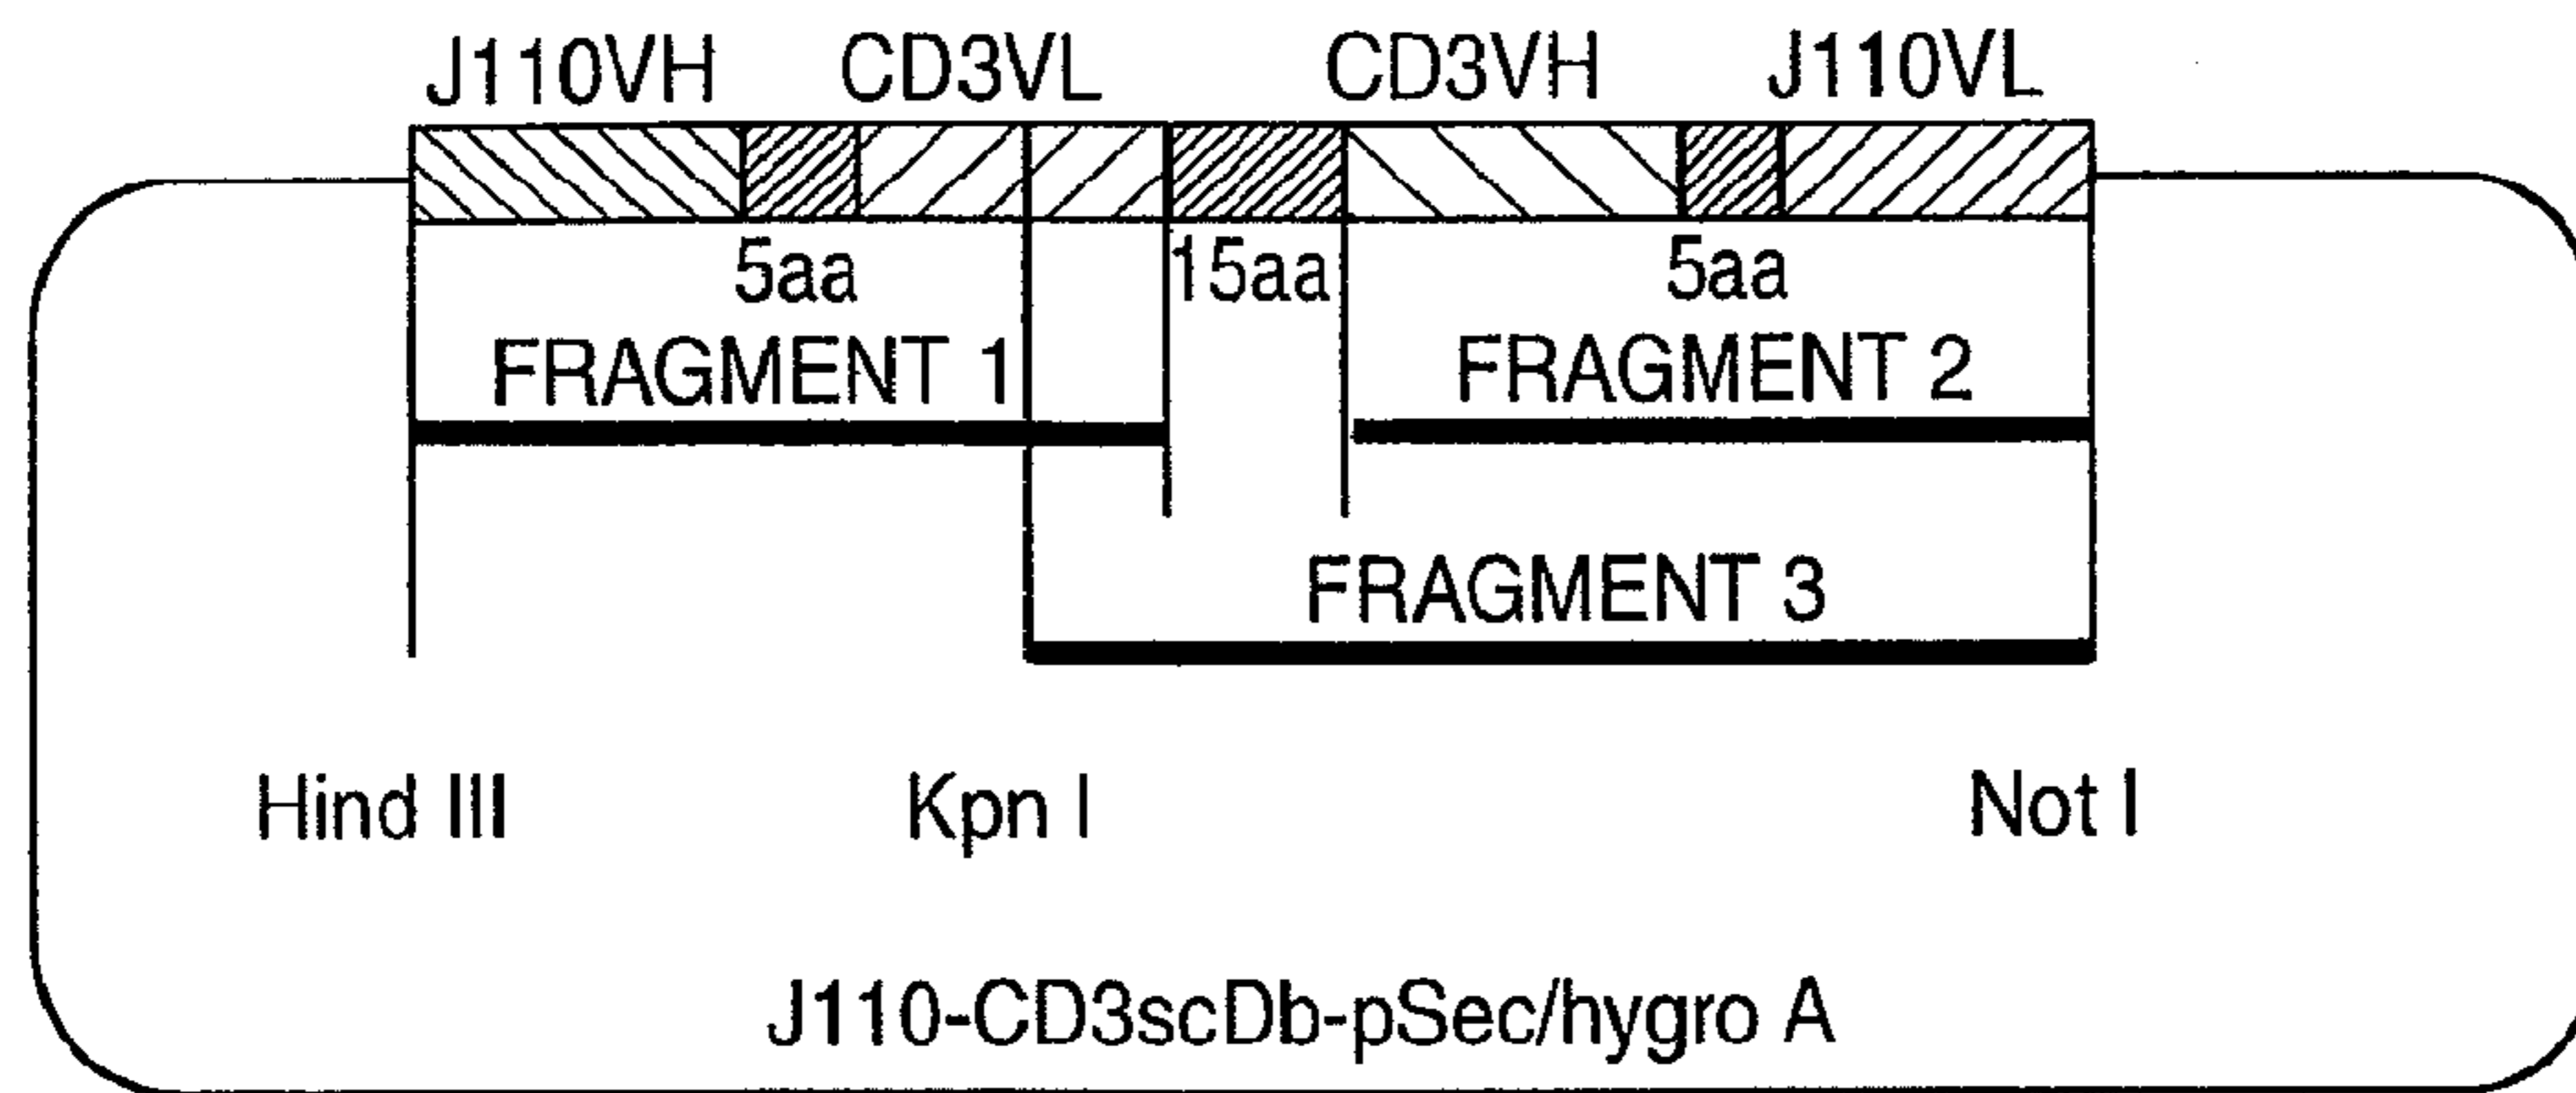 J110VH CD3VL CD3VH J110VL
5aa 15aa 5aa
FRAGMENT 1 FRAGMENT 2
FRAGMENT 3
Hind III Kpn I Not I
J110-CD3scDb-pSec/hygro A